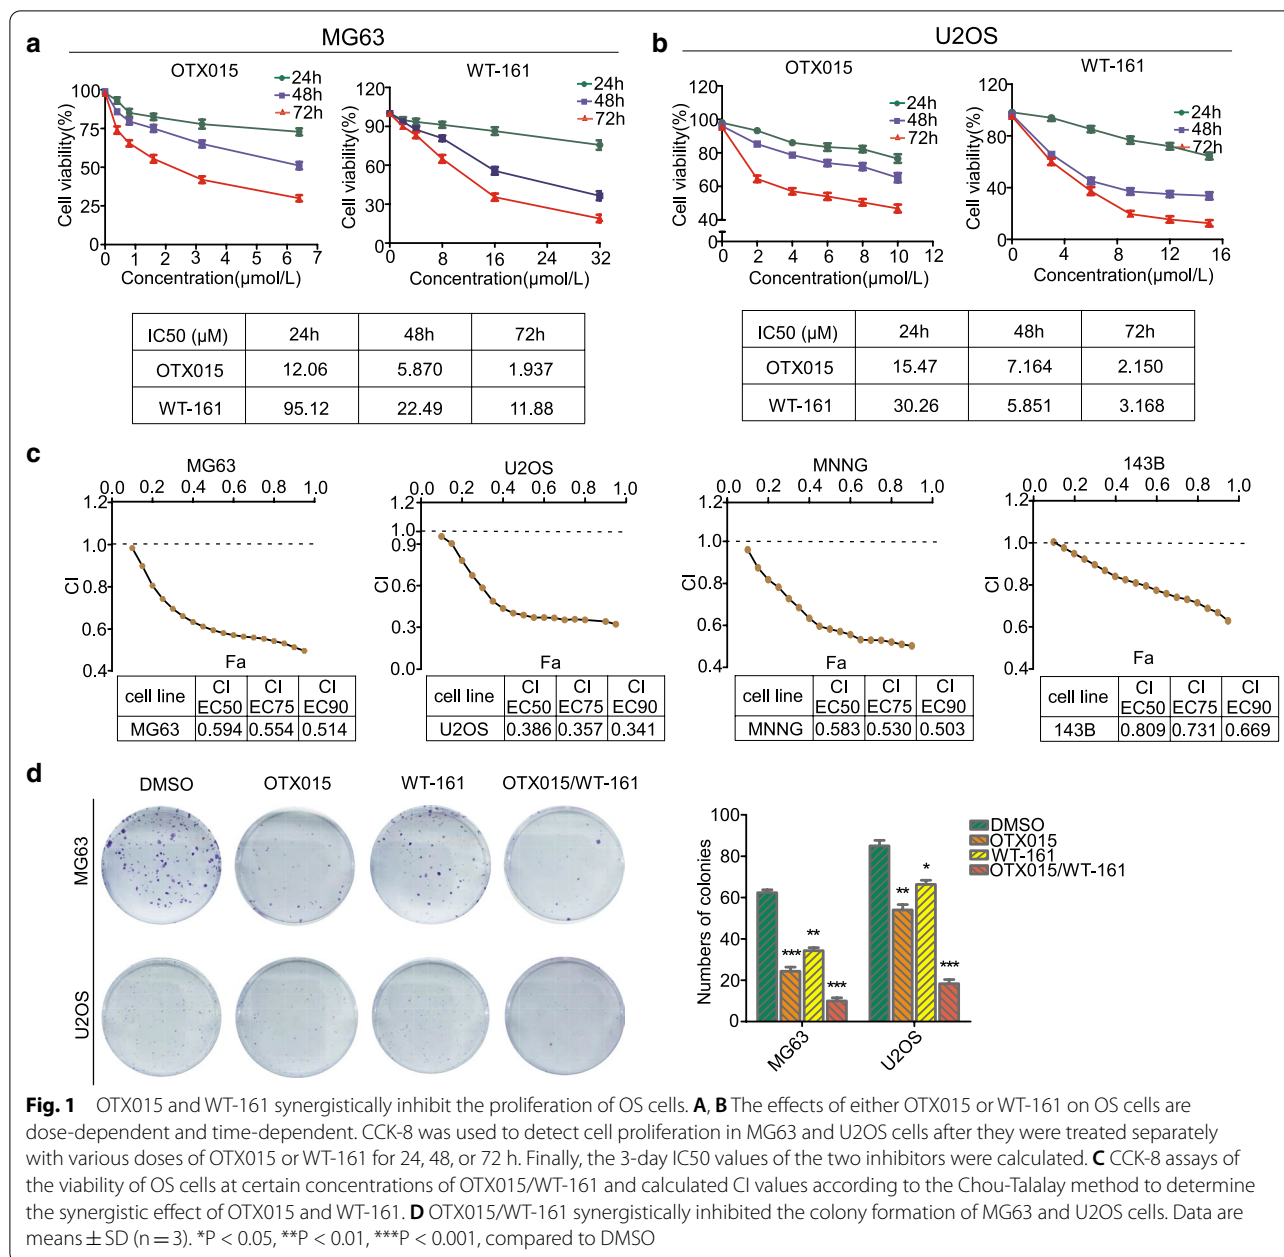 a
MG63
OTX015
24h
48h
72h
Cell viability(%)
100
75
50
25
0
0 1 2 3 4 5 6 7
Concentration(µmol/L)
WT-161
24h
48h
72h
Cell viability(%)
120
90
60
30
0
0 8 16 24 32
Concentration(µmol/L)
IC50 (µM) 24h 48h 72h
OTX015 12.06 5.870 1.937
WT-161 95.12 22.49 11.88
b
U2OS
OTX015
24h
48h
72h
Cell viability(%)
120
100
80
60
40
0
0 2 4 6 8 10 12
Concentration(µmol/L)
WT-161
24h
48h
72h
Cell viability(%)
120
80
40
0
0 4 8 12 16
Concentration(µmol/L)
IC50 (µM) 24h 48h 72h
OTX015 15.47 7.164 2.150
WT-161 30.26 5.851 3.168
c
MG63
0.0 0.2 0.4 0.6 0.8 1.0
1.2
1.0
0.8
0.6
0.4
CI
Fa
cell line CI EC50 CI EC75 CI EC90
MG63 0.594 0.554 0.514
U2OS
0.0 0.2 0.4 0.6 0.8 1.0
1.2
1.0
0.9
0.6
0.3
0.0
CI
Fa
cell line CI EC50 CI EC75 CI EC90
U2OS 0.386 0.357 0.341
MNNG
0.0 0.2 0.4 0.6 0.8 1.0
1.2
1.0
0.8
0.6
0.4
CI
Fa
cell line CI EC50 CI EC75 CI EC90
MNNG 0.583 0.530 0.503
143B
0.0 0.2 0.4 0.6 0.8 1.0
1.2
1.0
0.8
0.6
0.4
CI
Fa
cell line CI EC50 CI EC75 CI EC90
143B 0.809 0.731 0.669
d
DMSO OTX015 WT-161 OTX015/WT-161
MG63
U2OS
Numbers of colonies
100
80
60
40
20
0
*** ** ***
** * ***
MG63 U2OS
DMSO
OTX015
WT-161
OTX015/WT-161
Fig. 1 OTX015 and WT-161 synergistically inhibit the proliferation of OS cells. A, B The effects of either OTX015 or WT-161 on OS cells are
dose-dependent and time-dependent. CCK-8 was used to detect cell proliferation in MG63 and U2OS cells after they were treated separately
with various doses of OTX015 or WT-161 for 24, 48, or 72 h. Finally, the 3-day IC50 values of the two inhibitors were calculated. C CCK-8 assays of
the viability of OS cells at certain concentrations of OTX015/WT-161 and calculated CI values according to the Chou-Talalay method to determine
the synergistic effect of OTX015 and WT-161. D OTX015/WT-161 synergistically inhibited the colony formation of MG63 and U2OS cells. Data are
means ± SD (n = 3). *P < 0.05, **P < 0.01, ***P < 0.001, compared to DMSO